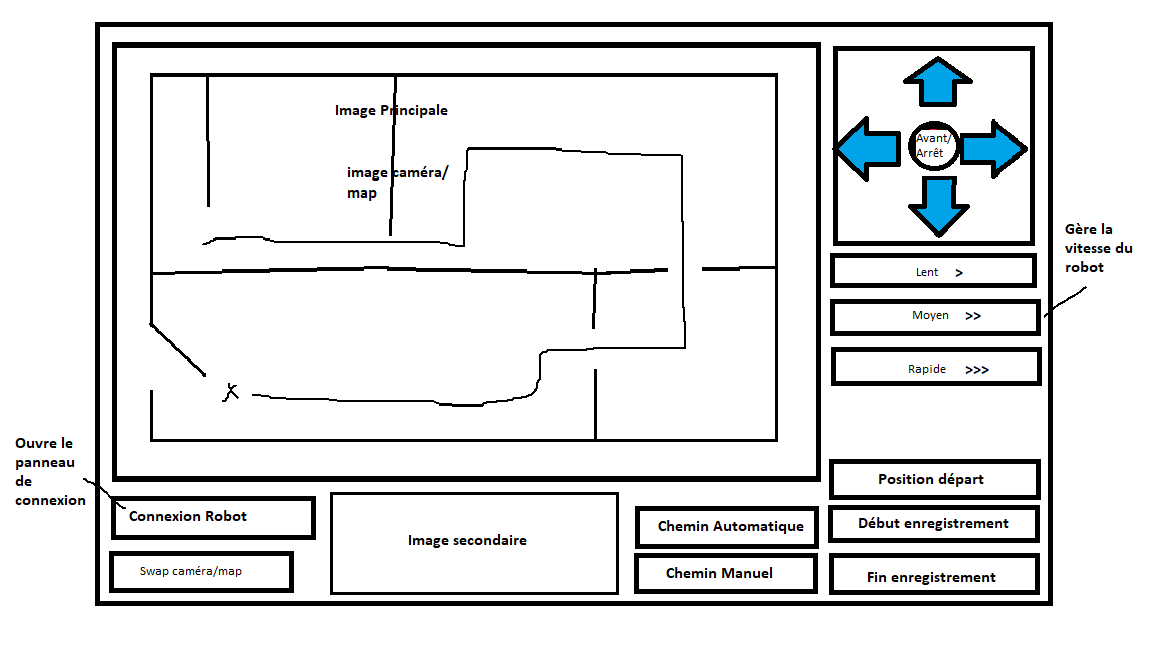 Image Principale
image caméra/
map
Avant/
Arrêt
Lent >
Moyen >>
Rapide >>>
Gère la
vitesse du
robot
X
Ouvre le
panneau
de
connexion
Connexion Robot
Swap caméra/map
Image secondaire
Chemin Automatique
Chemin Manuel
Position départ
Début enregistrement
Fin enregistrement